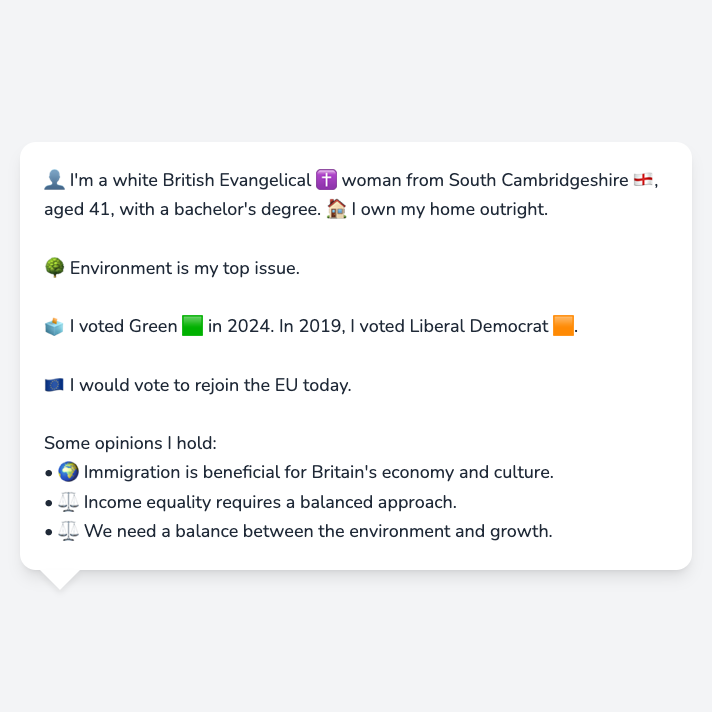 👤 I'm a white British Evangelical ✝️ woman from South Cambridgeshire 🏴󠁧󠁢󠁥󠁮󠁧󠁿,
aged 41, with a bachelor's degree. 🏠 I own my home outright.
🌳 Environment is my top issue.
🗳️ I voted Green 🟩 in 2024. In 2019, I voted Liberal Democrat 🟧.
🇪🇺 I would vote to rejoin the EU today.
Some opinions I hold:
• 🌍 Immigration is beneficial for Britain's economy and culture.
• ⚖️ Income equality requires a balanced approach.
• ⚖️ We need a balance between the environment and growth.